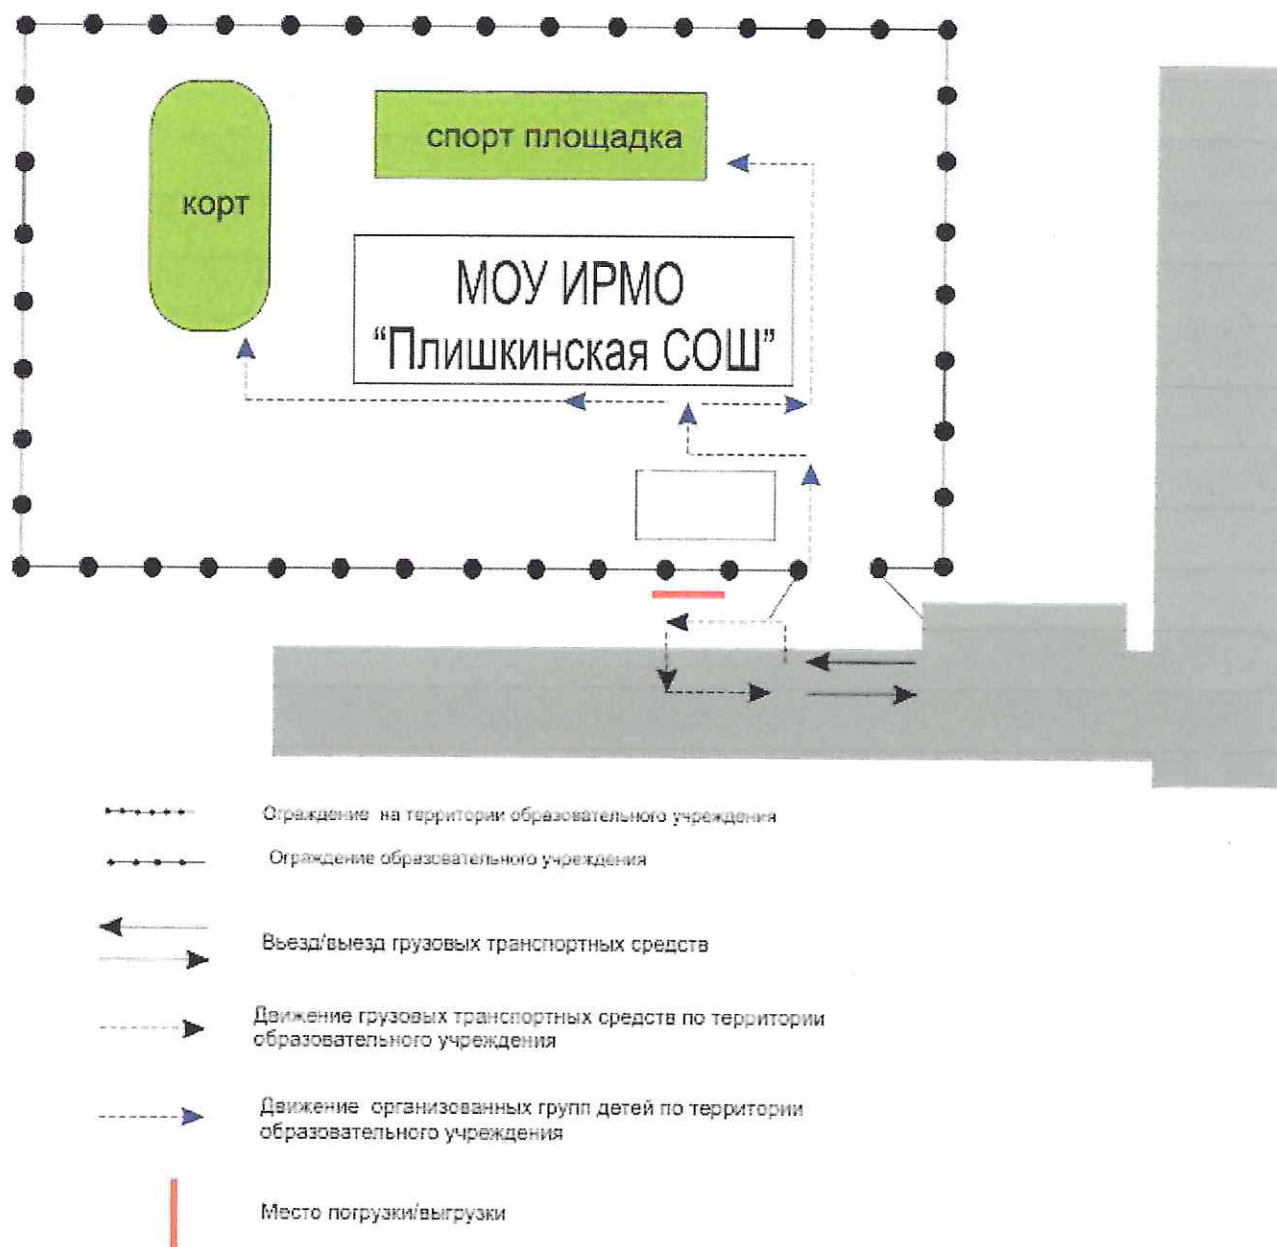 спорт площадка
корт
МОУ ИРМО
“Плишкинская СОШ”
Ограждение на территории образовательного учреждения
Ограждение образовательного учреждения
Вьезд/выезд грузовых транспортных средств
Движение грузовых транспортных средств по территории
образовательного учреждения
Движение организованных групп детей по территории
образовательного учреждения
Место погрузки/выгрузки